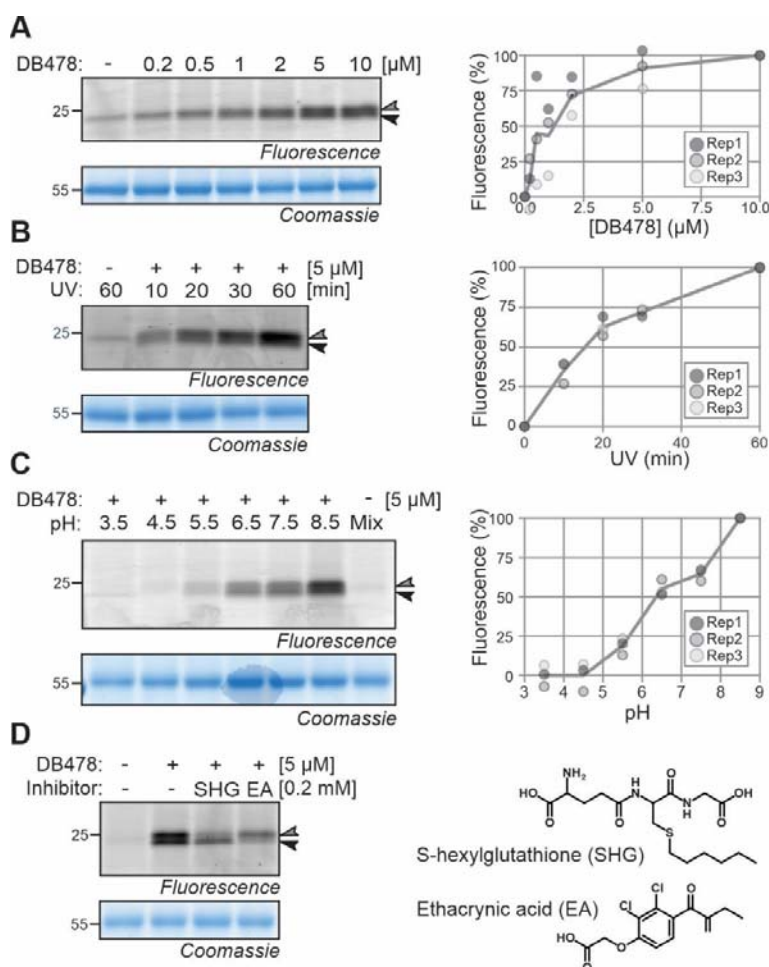 A
DB478: - 0.2 0.5 1 2 5 10 [µM]
25
Fluorescence
55
Coomassie
Fluorescence (%)
100
75
50
25
0
0.0 2.5 5.0 7.5 10.0
[DB478] (µM)
Rep1
Rep2
Rep3
B
DB478: - + + + + [5 µM]
UV: 60 10 20 30 60 [min]
25
Fluorescence
55
Coomassie
Fluorescence (%)
100
75
50
25
0
0 20 40 60
UV (min)
Rep1
Rep2
Rep3
C
DB478: + + + + + + - [5 µM]
pH: 3.5 4.5 5.5 6.5 7.5 8.5 Mix
25
Fluorescence
55
Coomassie
Fluorescence (%)
100
75
50
25
0
3 4 5 6 7 8 9
pH
Rep1
Rep2
Rep3
D
DB478: - + + + [5 µM]
Inhibitor: - - SHG EA [0.2 mM]
25
Fluorescence
55
Coomassie
NH2
HO
O
O
H
N
O
N
H
O
OH
S
S-hexylglutathione (SHG)
Ethacrynic acid (EA)
Cl
Cl
O
HO
O
O